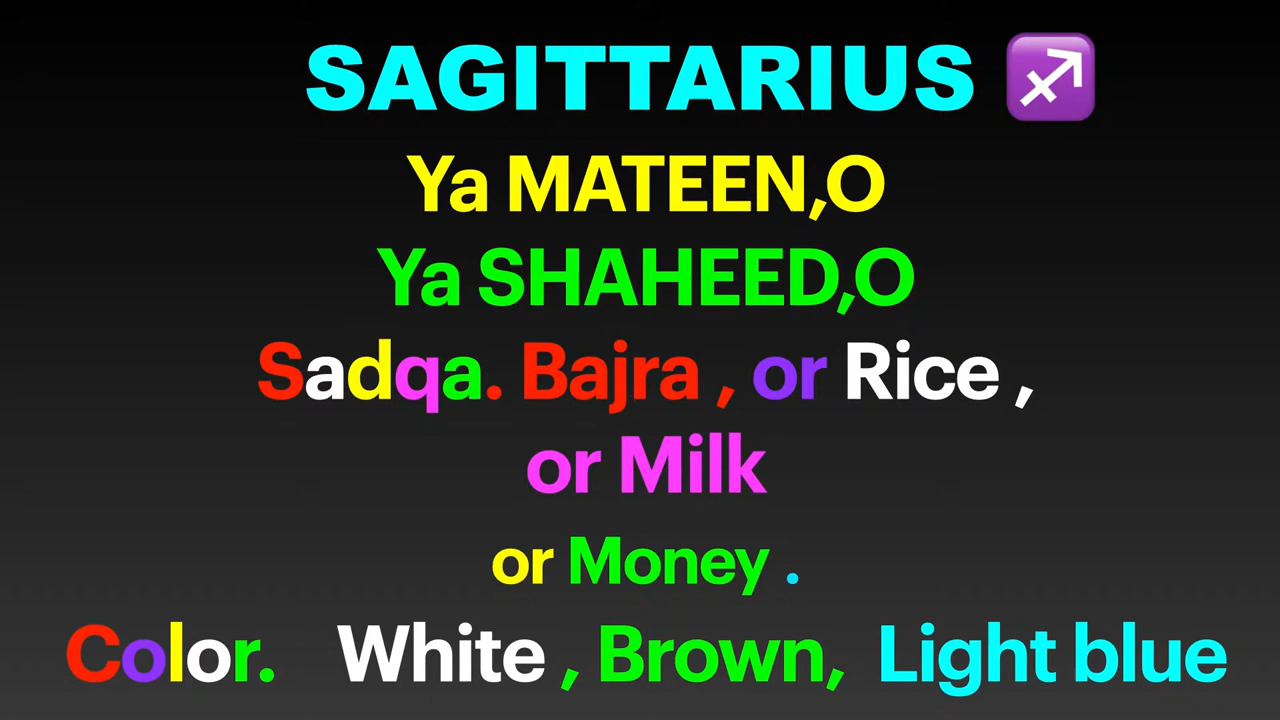 SAGITTARIUS ♐
Ya MATEEN,O
Ya SHAHEED,O
Sadqa. Bajra , or Rice ,
or Milk
or Money .
Color. White , Brown, Light blue